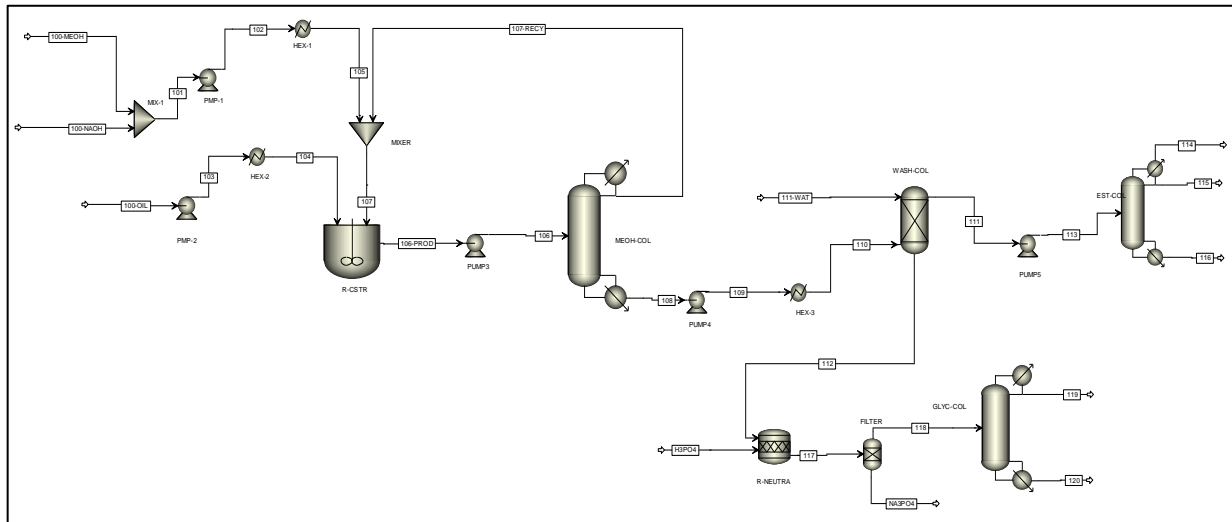 100-MEOH
102
HEX-1
107-RECY
105
101
PMP-1
MIX-1
100-NAOH
MIXER
HEX-2
104
103
100-OIL
PMP-2
107
R-CSTR
106-PROD
PUMP3
106
MEOH-COL
108
PUMP4
109
HEX-3
110
111-WAT
WASH-COL
111
PUMP5
113
EST-COL
114
115
116
112
H3PO4
R-NEUTRA
117
FILTER
118
NA3PO4
GLYC-COL
119
120